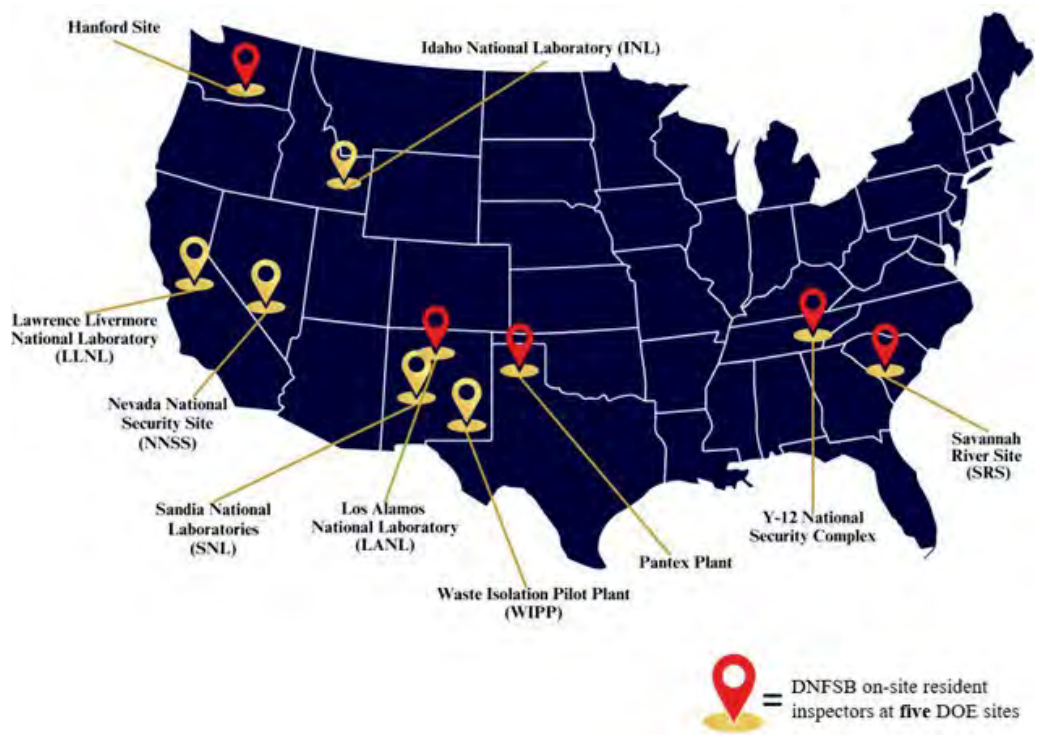 Hanford Site
Idaho National Laboratory (INL)
Lawrence Livermore
National Laboratory
(LLNL)
Nevada National
Security Site
(NNSS)
Sandia National
Laboratories
(SNL)
Los Alamos
National Laboratory
(LANL)
Waste Isolation Pilot Plant
(WIPP)
Pantex Plant
Y-12 National
Security Complex
Savannah
River Site
(SRS)
= DNFSB on-site resident
inspectors at five DOE sites